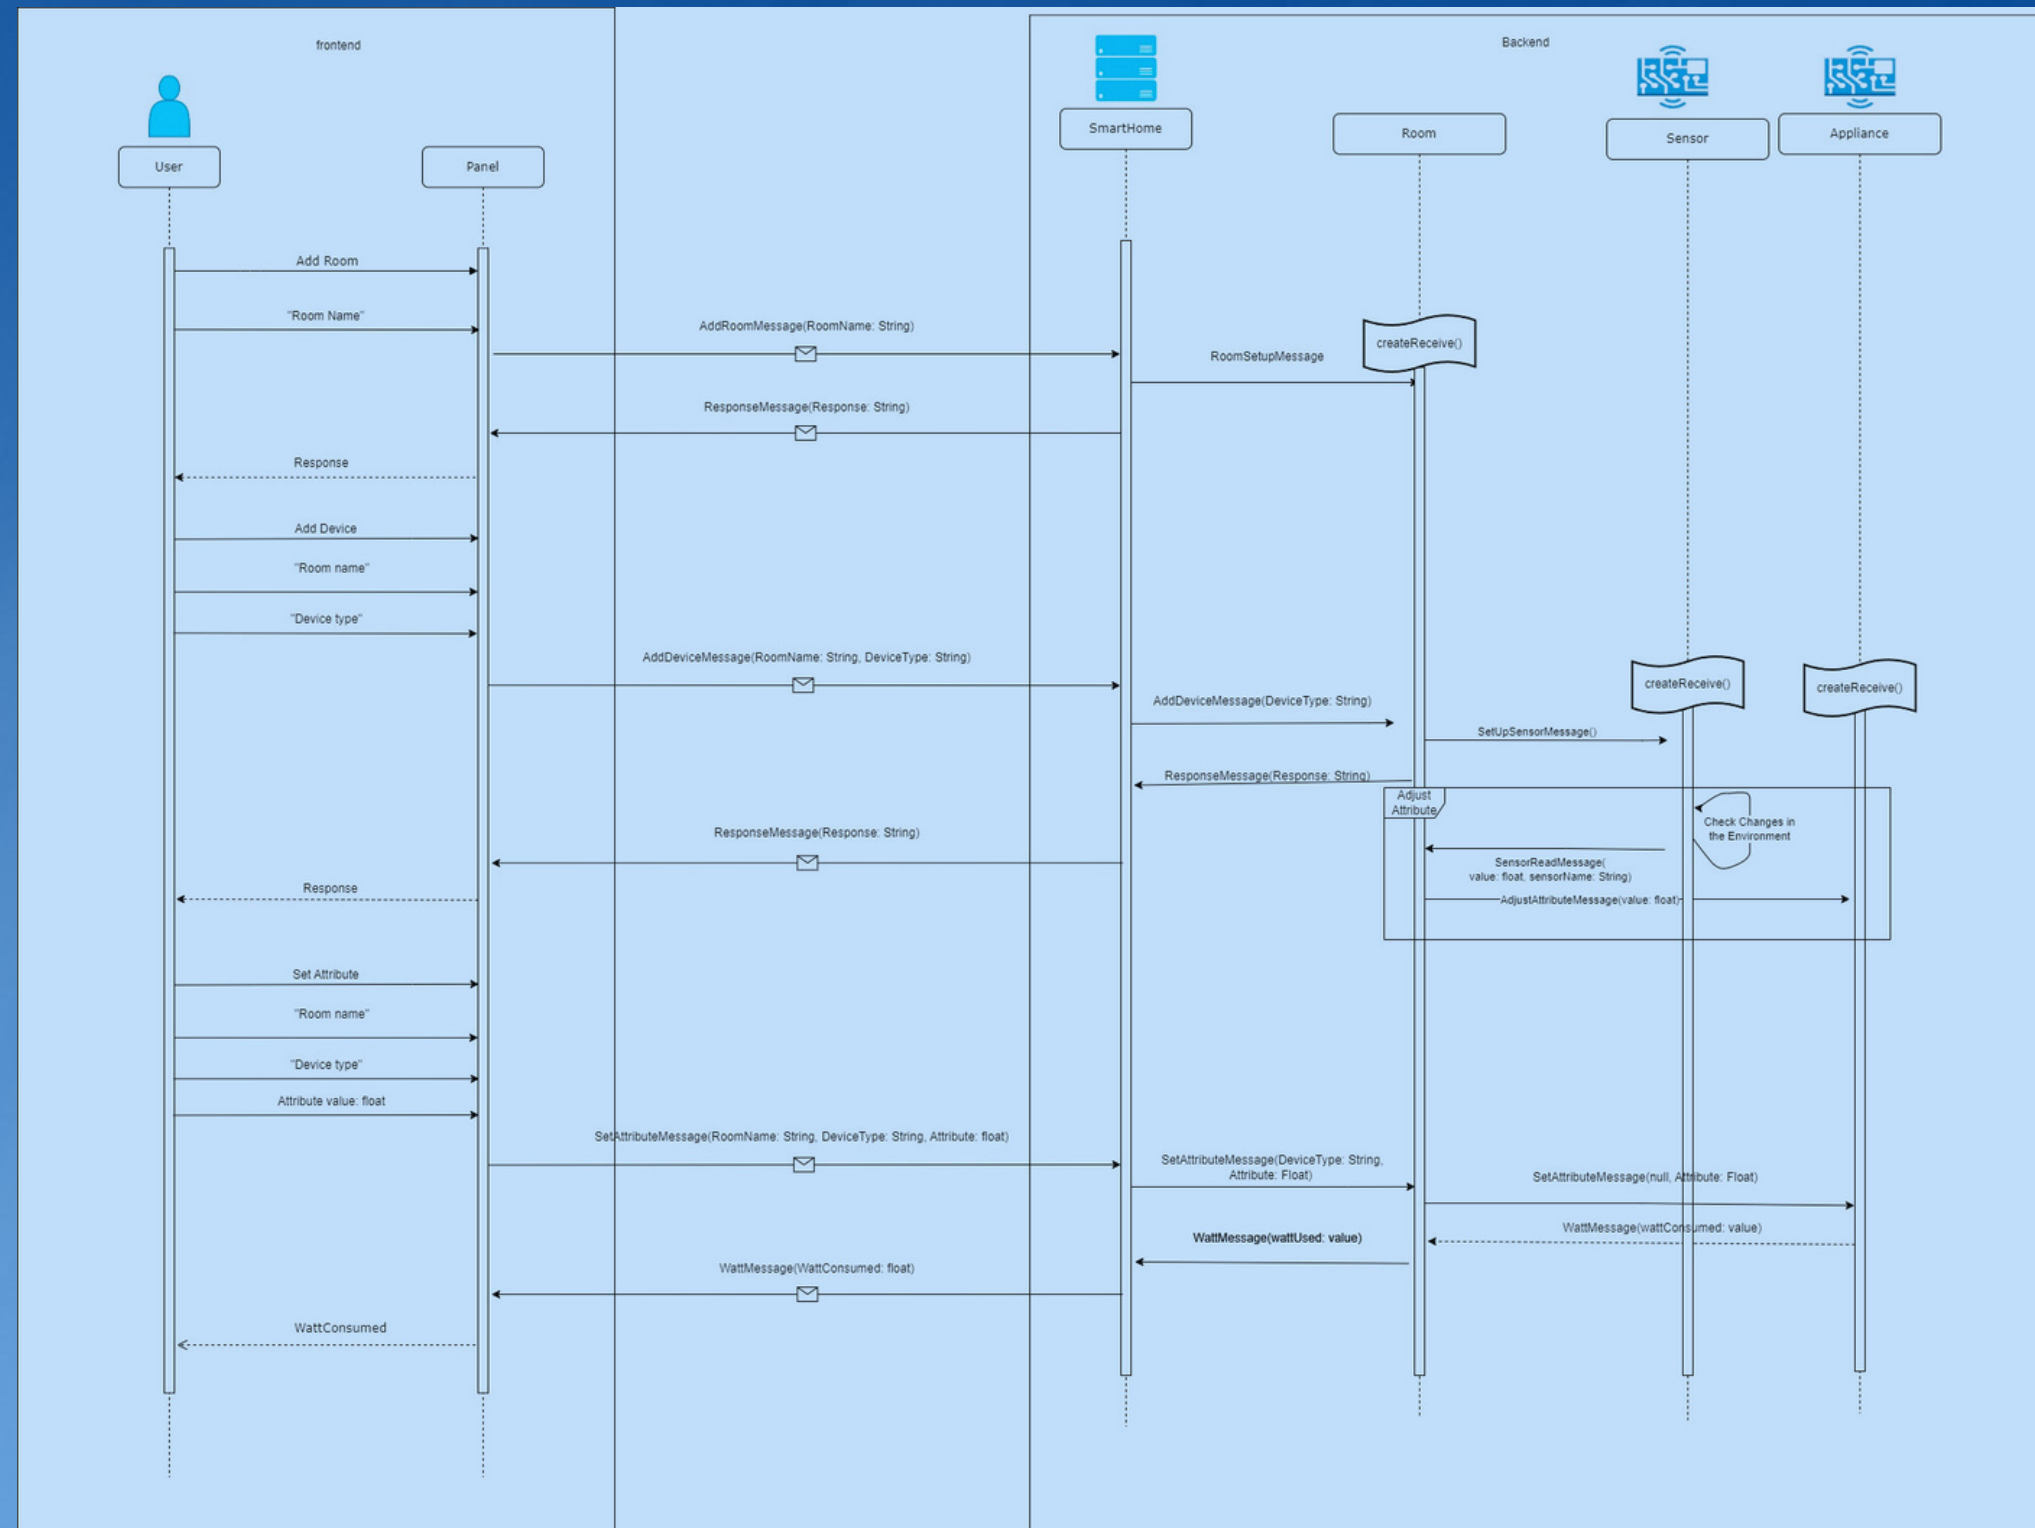 frontend
Backend
User
Panel
SmartHome
Room
Sensor
Appliance
Add Room
"Room Name"
AddRoomMessage(RoomName: String)
createReceive()
RoomSetupMessage
ResponseMessage(Response: String)
Response
Add Device
"Room name"
"Device type"
AddDeviceMessage(RoomName: String, DeviceType: String)
createReceive()
createReceive()
AddDeviceMessage(DeviceType: String)
SetUpSensorMessage()
ResponseMessage(Response: String)
Adjust
Attribute
Check Changes in
the Environment
ResponseMessage(Response: String)
SensorReadMessage(
value: float, sensorName: String)
Response
AdjustAttributeMessage(value: float)
Set Attribute
"Room name"
"Device type"
Attribute value: float
SetAttributeMessage(RoomName: String, DeviceType: String, Attribute: float)
SetAttributeMessage(DeviceType: String,
Attribute: Float)
SetAttributeMessage(null, Attribute: Float)
WattMessage(wattConsumed: value)
WattMessage(wattUsed: value)
WattMessage(WattConsumed: float)
WattConsumed